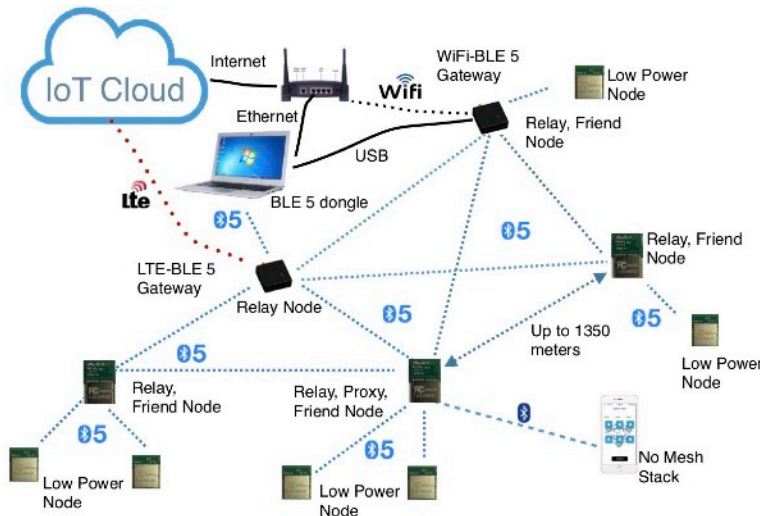 Internet
WiFi-BLE 5
Gateway
IoT Cloud
Wifi
Low Power
Node
Ethernet
Relay, Friend
Node
USB
Lte
BLE 5 dongle
5
5
Relay, Friend
Node
LTE-BLE 5
Gateway
Relay Node
5
Up to 1350
meters
5
5
Low Power
Node
Relay,
Friend Node
Relay, Proxy,
Friend Node
5
5
No Mesh
Stack
Low Power
Node
Low Power
Node